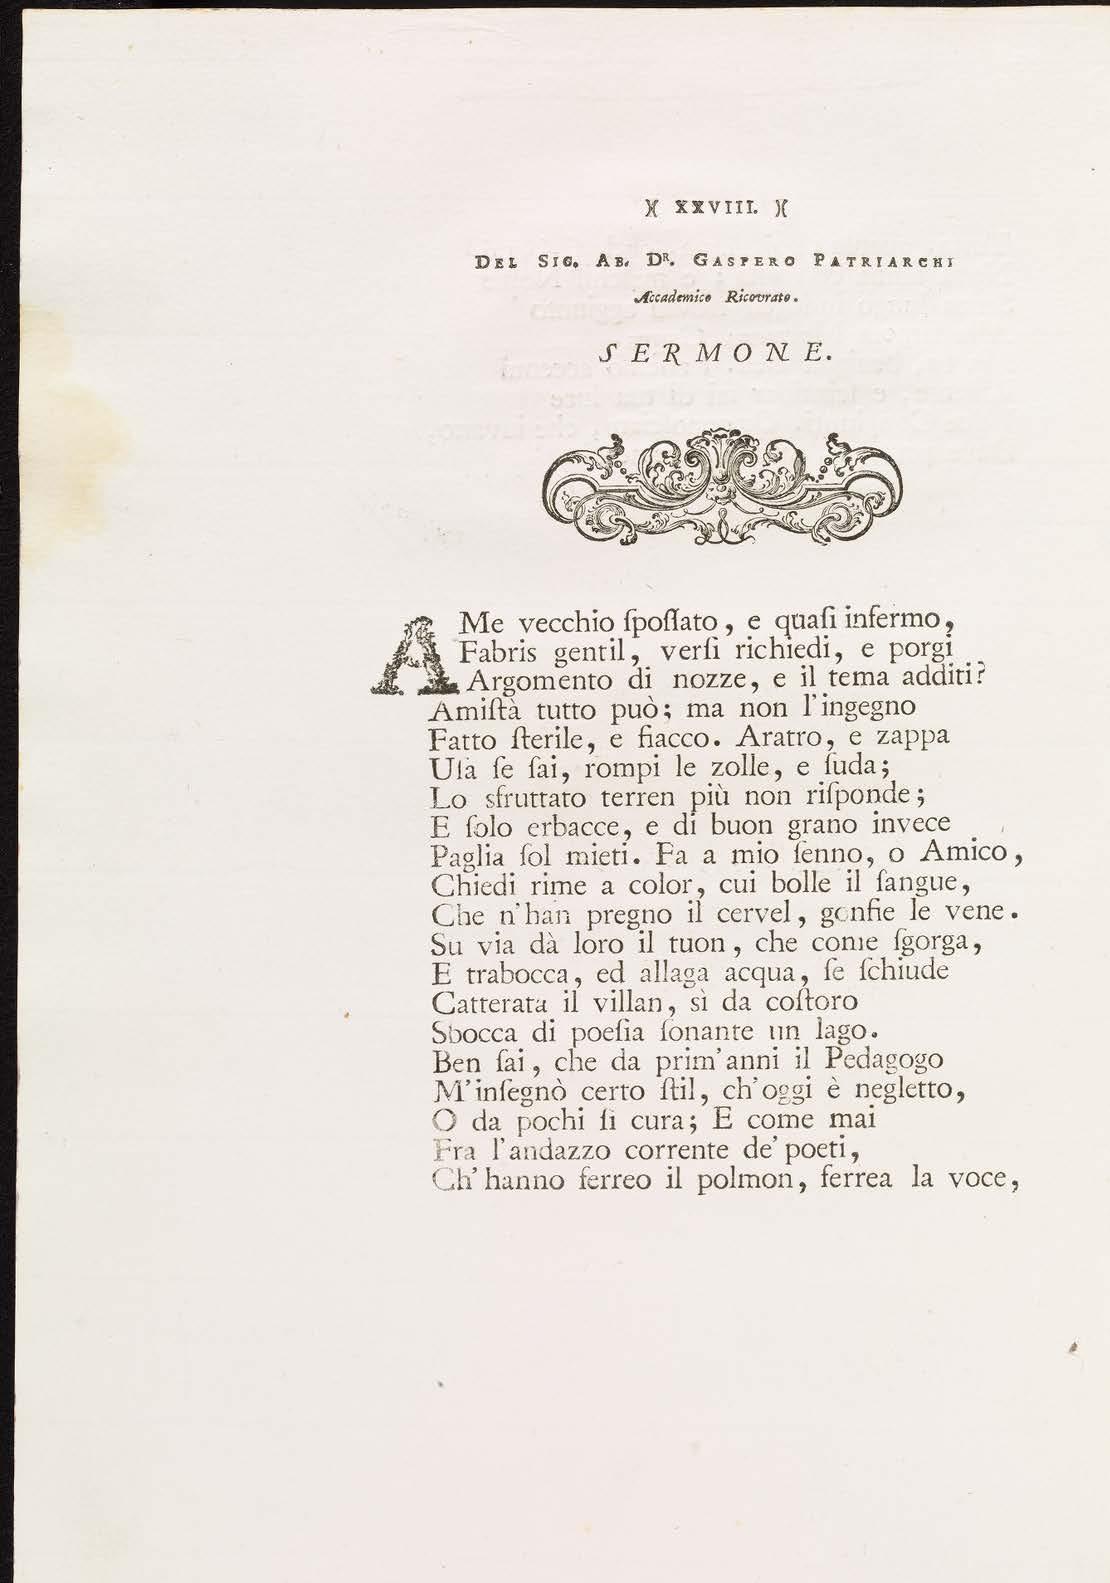 )( XXVIII. )(
DEL SIG. AB. DR. GASPERO PATRIARCHI
Accademico Ricovrato.
SERMONE.
A Me vecchio ſpoſſato, e quaſi infermo,
Fabris gentil, verſi richiedi, e porgi
Argomento di nozze, e il tema additi?
Amiſtà tutto può; ma non l'ingegno
Fatto ſterile, e fiacco. Aratro, e zappa
Uſa ſe ſai, rompi le zolle, e ſuda;
Lo sfruttato terren più non riſponde;
E ſolo erbacce, e di buon grano invece
Paglia ſol mieti. Fa a mio ſenno, o Amico,
Chiedi rime a color, cui bolle il ſangue,
Che n'han pregno il cervel, gonfie le vene.
Su via dà loro il tuon, che come ſgorga,
E trabocca, ed allaga acqua, ſe ſchiude
Catterata il villan, sì da coſtoro
Sbocca di poeſia ſonante un lago.
Ben ſai, che da prim'anni il Pedagogo
M'inſegnò certo ſtil, ch'oggi è negletto,
O da pochi ſi cura; E come mai
Fra l'andazzo corrente de' poeti,
Ch'hanno ferreo il polmon, ferrea la voce,